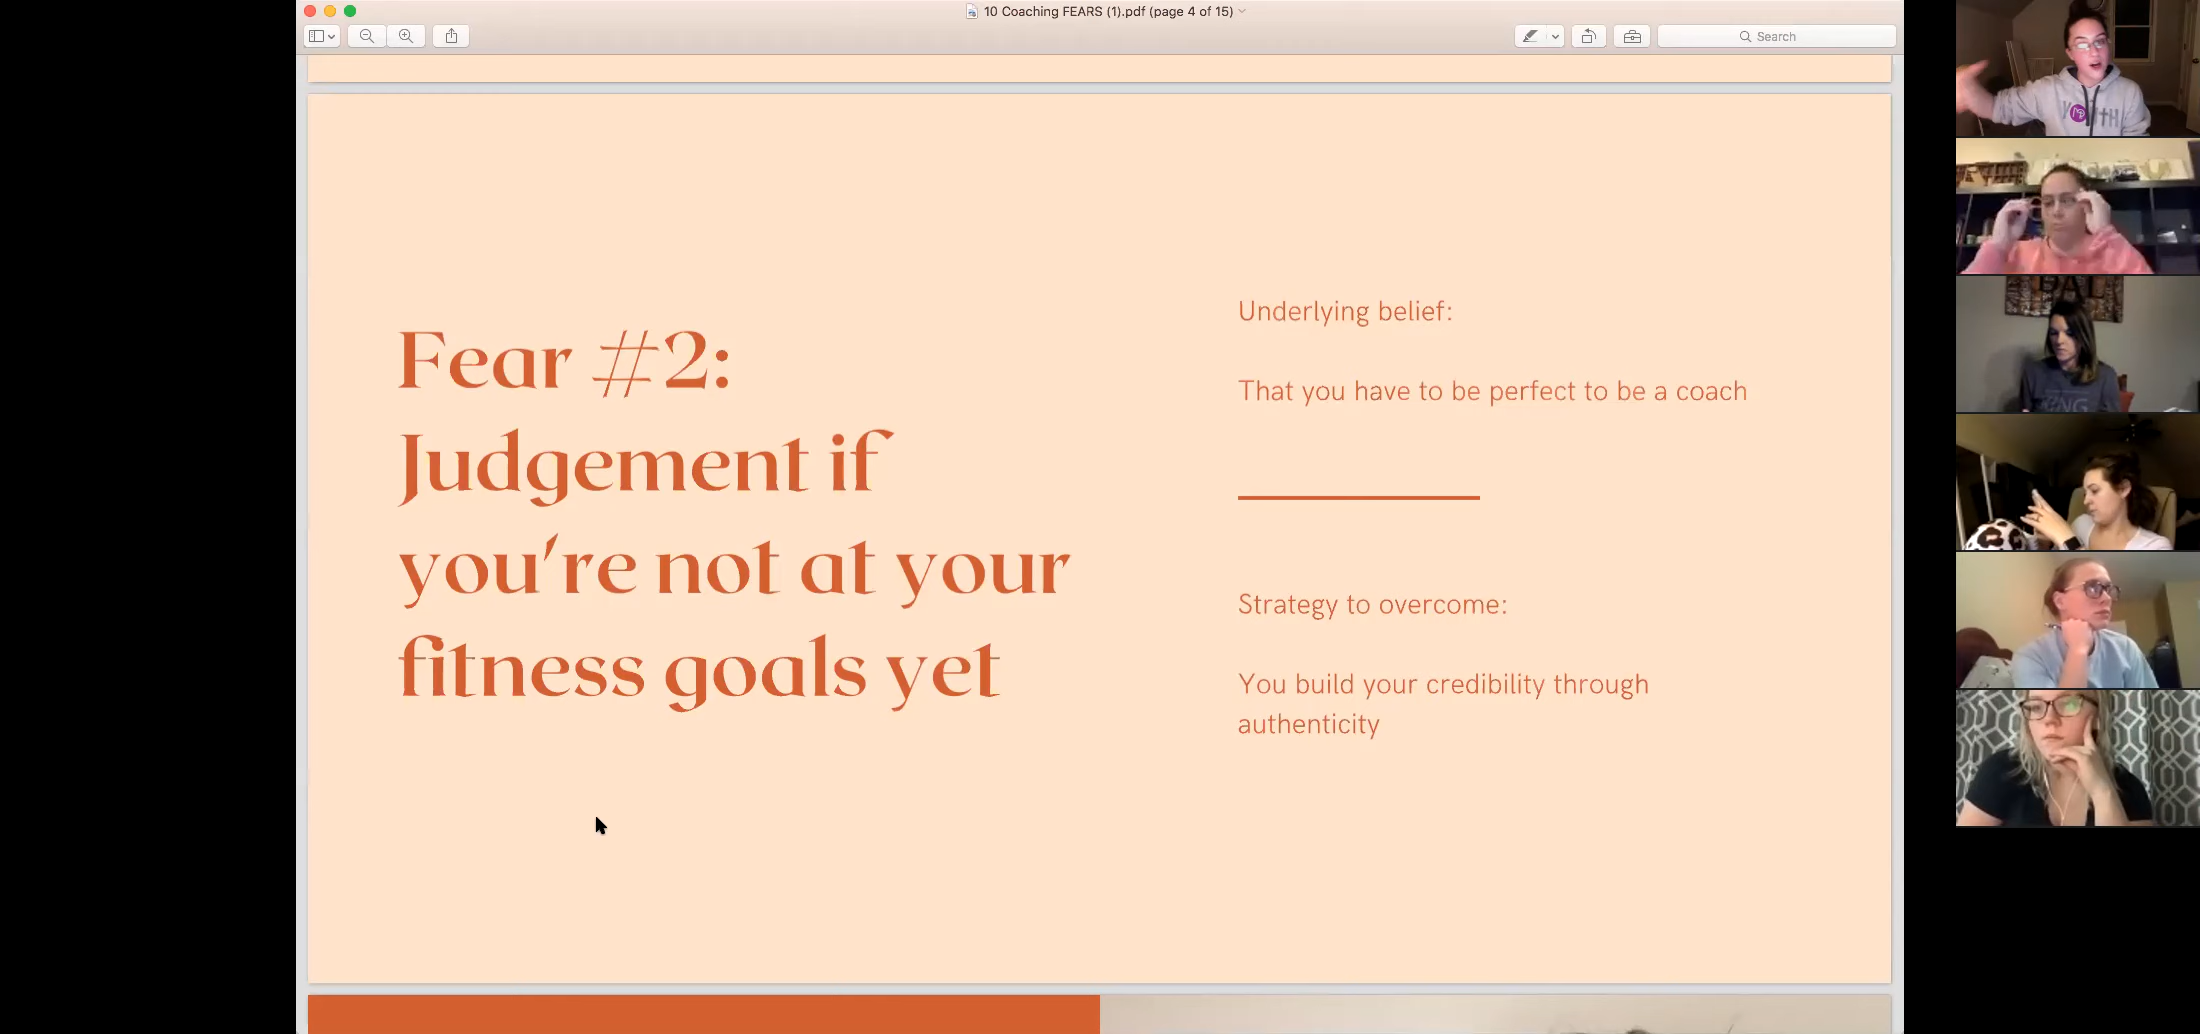 10 Coaching FEARS (1).pdf (page 4 of 15)
Search
Fear #2:
Judgement if
you're not at your
fitness goals yet
Underlying belief:
That you have to be perfect to be a coach
Strategy to overcome:
You build your credibility through
authenticity